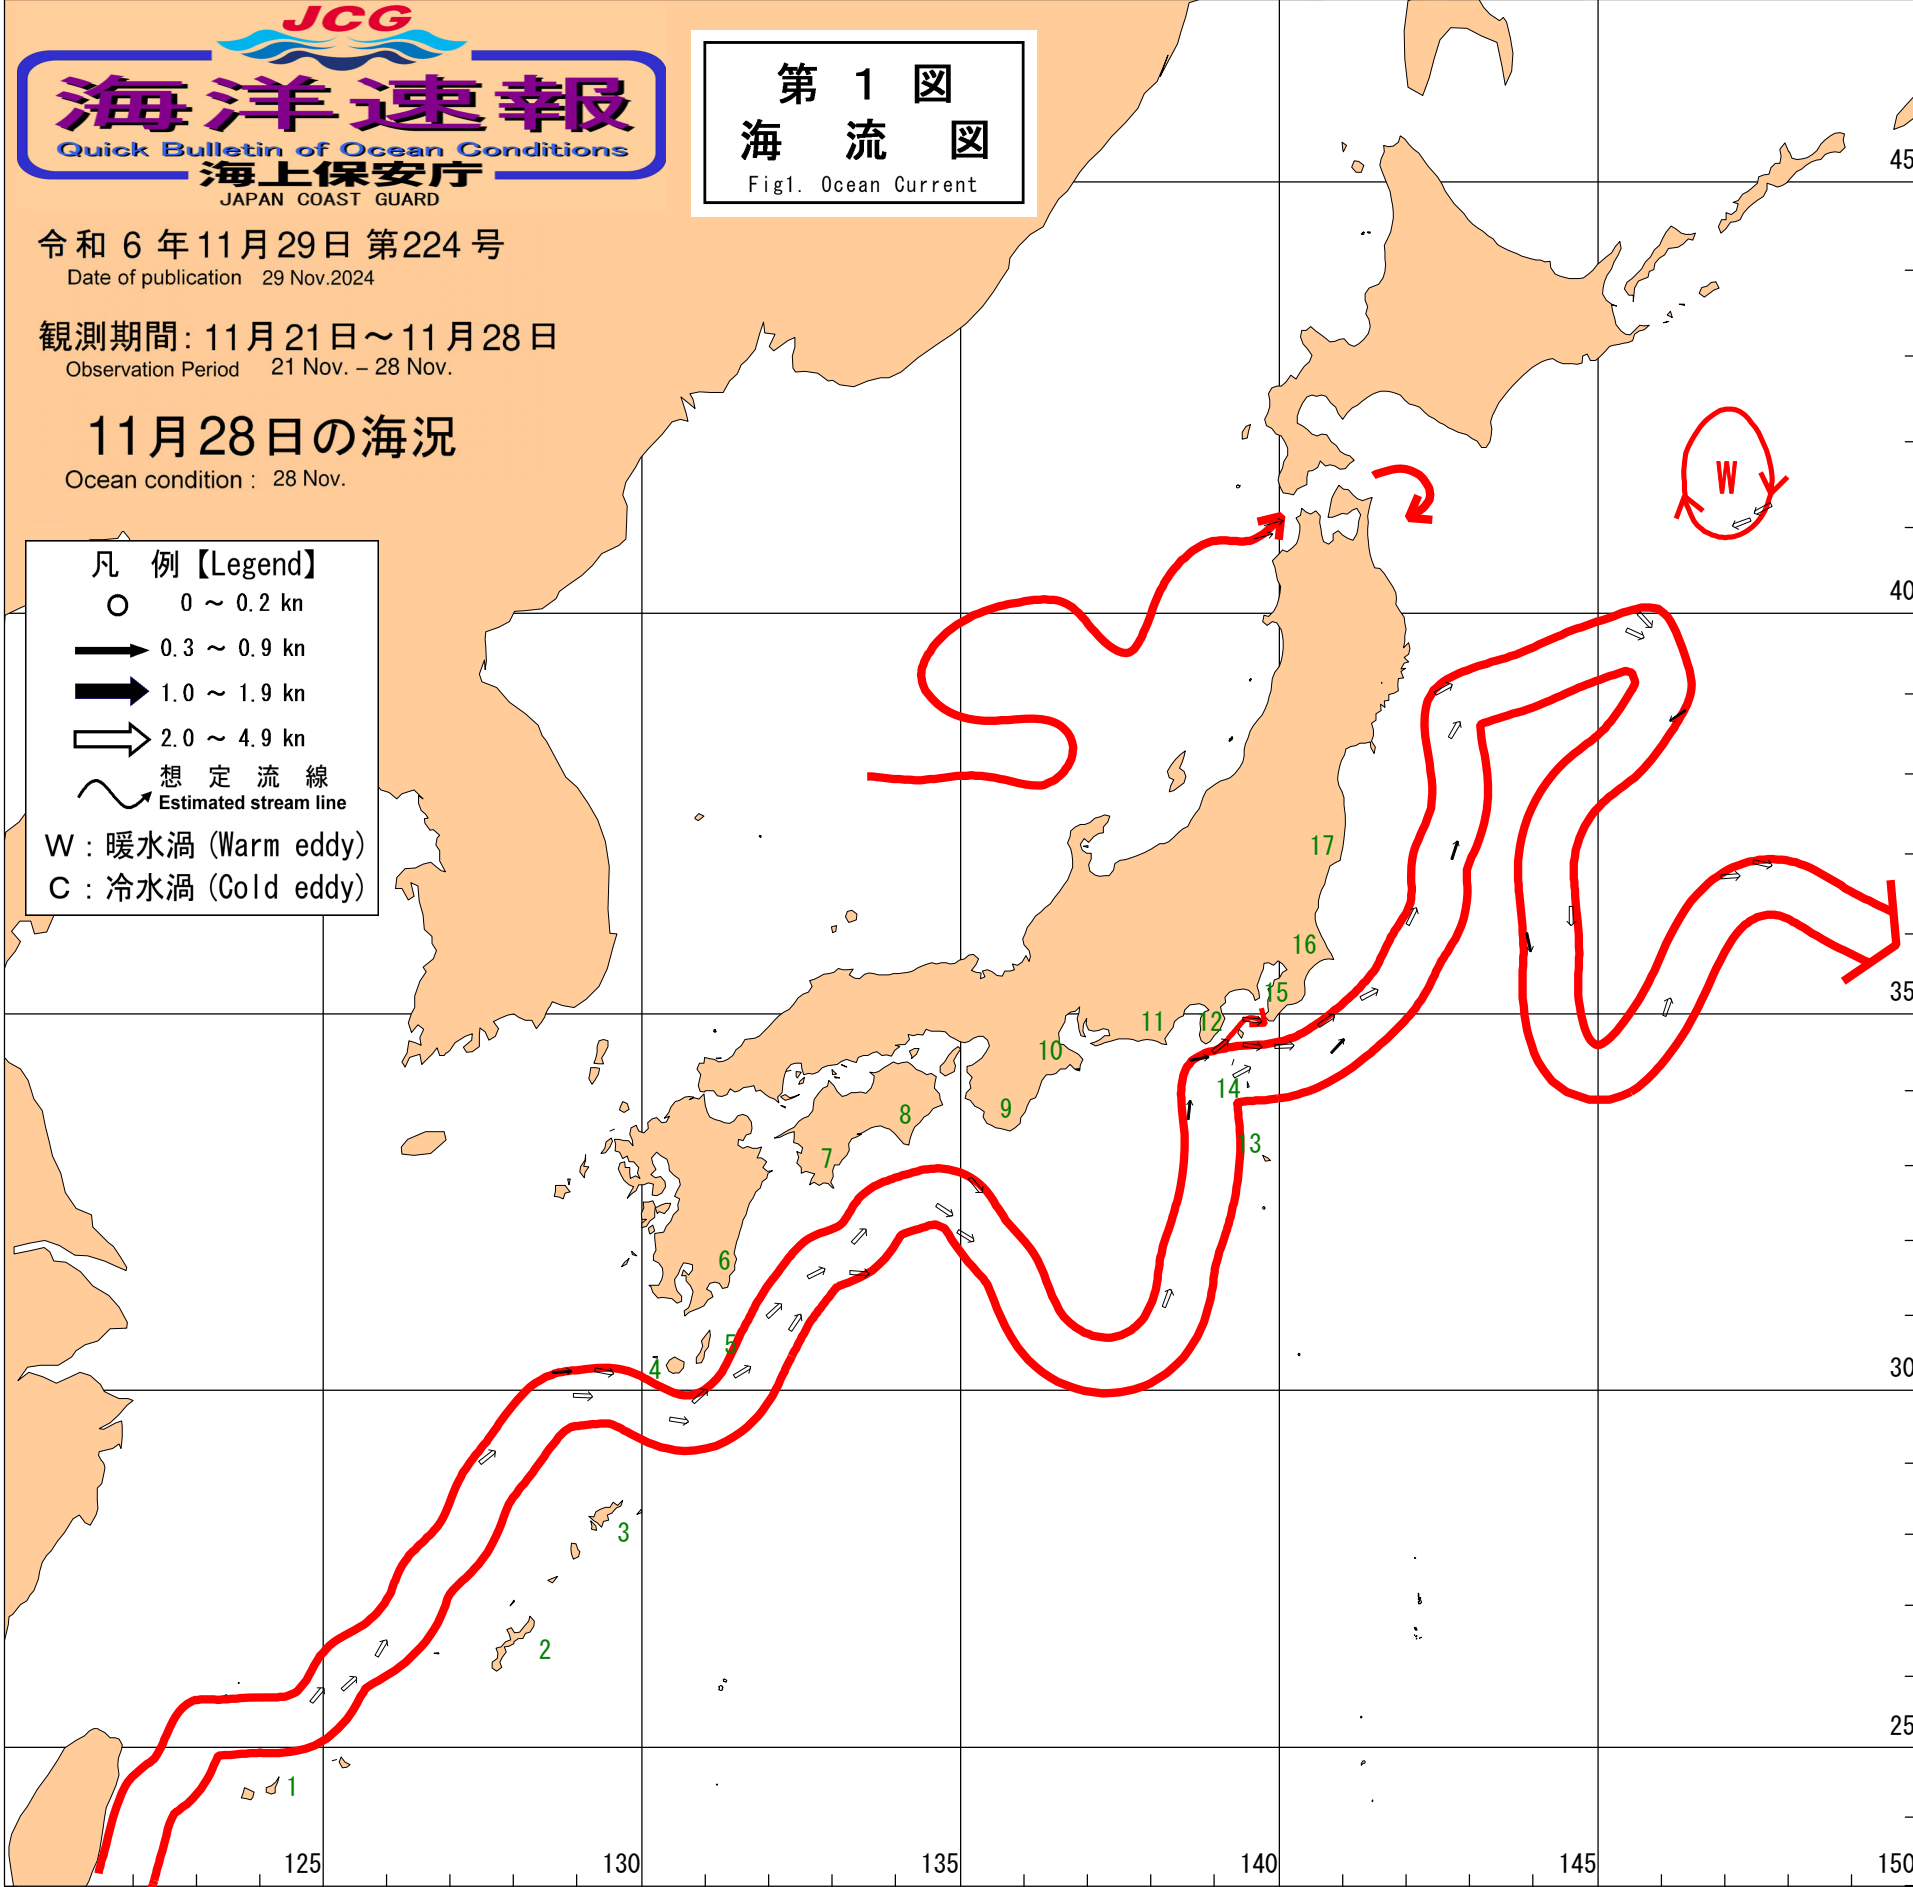 JCG
海洋速報
Quick Bulletin of Ocean Conditions
海上保安庁
JAPAN COAST GUARD
令和 6 年11月29日 第224 号
Date of publication 29 Nov.2024
観測期間: 11月21日～11月28日
Observation Period 21 Nov. – 28 Nov.
11月28日の海況
Ocean condition : 28 Nov.
第 1 図
海 流 図
Fig1. Ocean Current
凡 例【Legend】
0 ～ 0.2 kn
0.3 ～ 0.9 kn
1.0 ～ 1.9 kn
2.0 ～ 4.9 kn
想 定 流 線
Estimated stream line
W : 暖水渦 (Warm eddy)
C : 冷水渦 (Cold eddy)
45
W
40
17
16
35
15
12
11
10
14
9
8
13
7
6
5
4
30
3
2
25
1
125
130
135
140
145
150